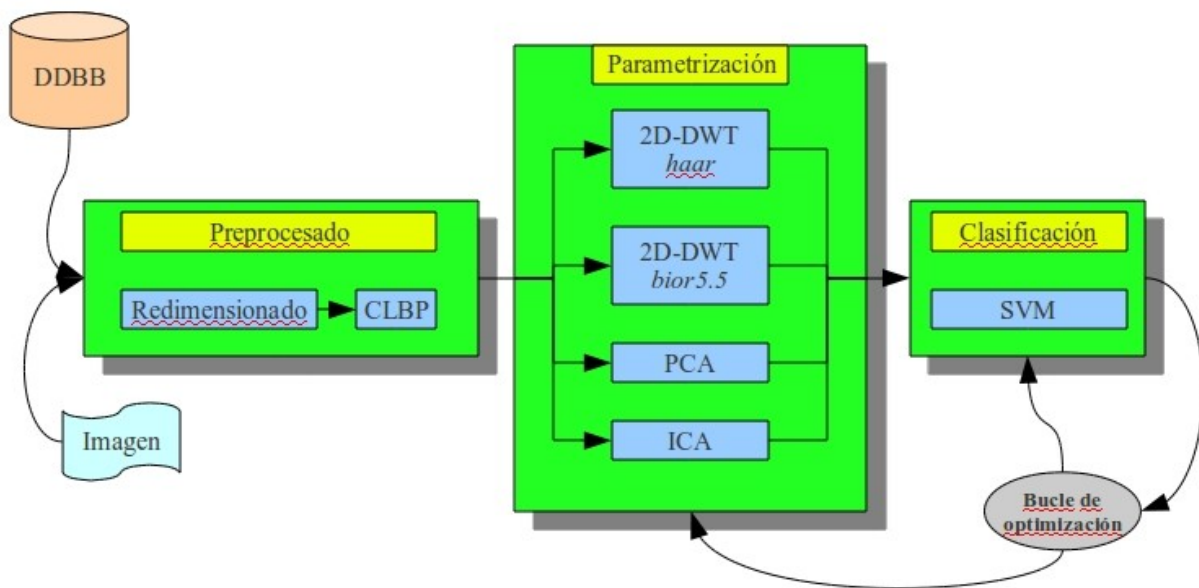 DDBB
Preprocesado
Redimensionado
CLBP
Imagen
Parametrización
2D-DWT
haar
2D-DWT
bior5.5
PCA
ICA
Clasificación
SVM
Bucle de
optimización